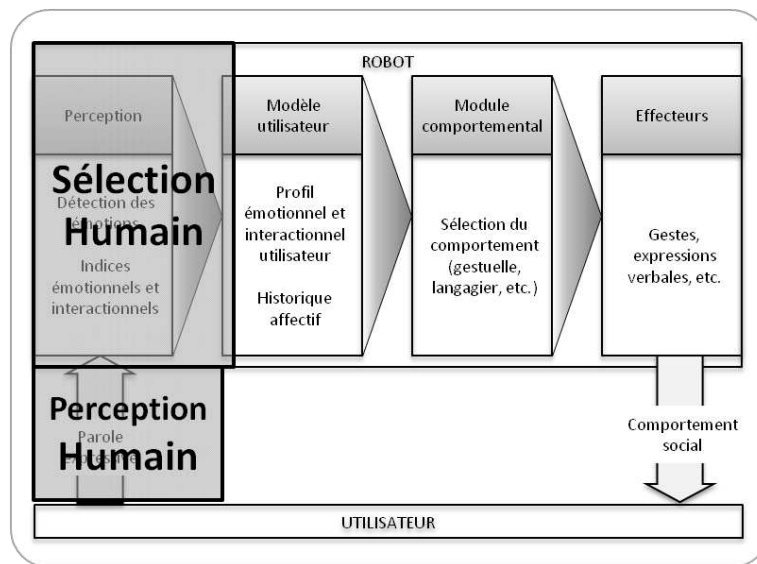 ROBOT
Perception
Sélection
Humain
Détection des
émotions
Indices
émotionnels et
interactionnels
Modèle
utilisateur
Profil
émotionnel et
interactionnel
utilisateur
Historique
affectif
Module
comportemental
Sélection du
comportement
(gestuelle,
langagier, etc.)
Effecteurs
Gestes,
expressions
verbales, etc.
Perception
Humain
Parole
Comportement
social
UTILISATEUR